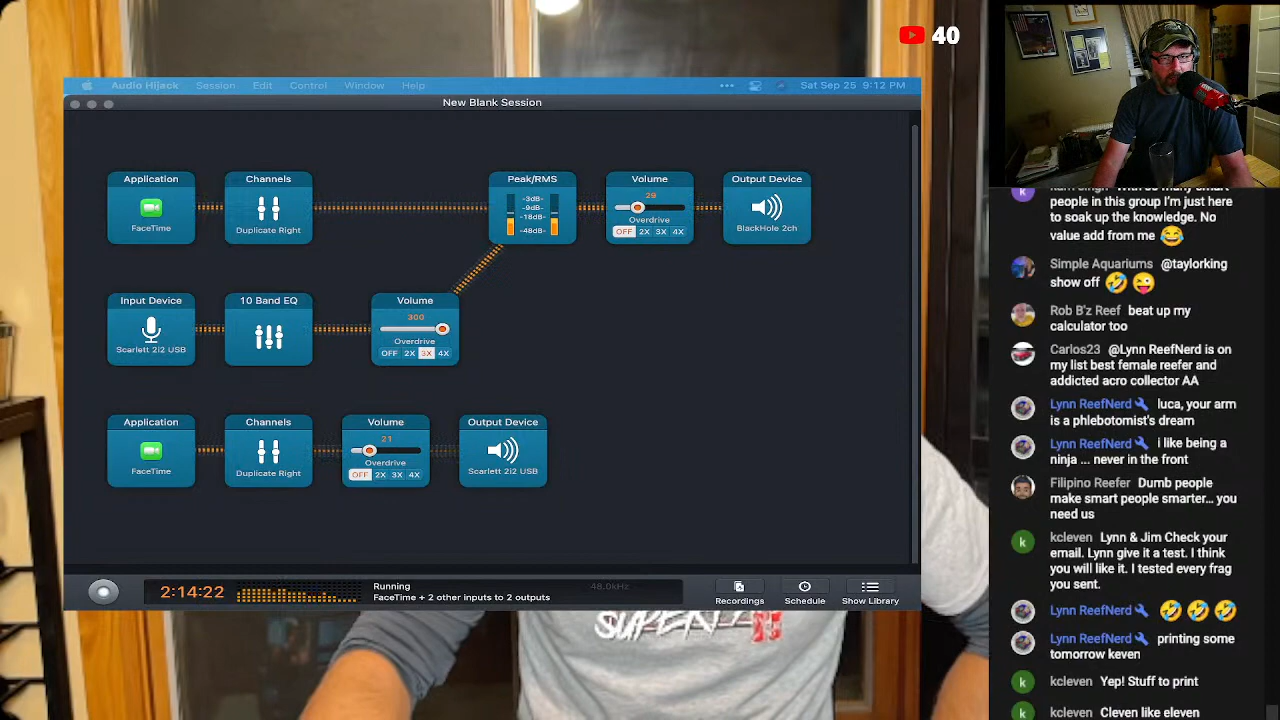 40
Audio Hijack Session Edit Control Window Help Sat Sep 25 9:12 PM
New Blank Session
Application
FaceTime
Channels
Duplicate Right
Peak/RMS
-3dB-
-9dB-
-18dB-
-48dB-
Volume
29
Overdrive
OFF 2X 3X 4X
Output Device
BlackHole 2ch
Input Device
Scarlett 2i2 USB
10 Band EQ
Volume
300
Overdrive
OFF 2X 3X 4X
Application
FaceTime
Channels
Duplicate Right
Volume
21
Overdrive
OFF 2X 3X 4X
Output Device
Scarlett 2i2 USB
2:14:22
Running
48.0kHz
FaceTime + 2 other inputs to 2 outputs
Recordings
Schedule
Show Library
SUPER
people in this group I'm just here
to soak up the knowledge. No
value add from me 😂
Simple Aquariums @taylorking
show off 🤣 😜
Rob B'z Reef beat up my
calculator too
Carlos23 @Lynn ReefNerd is on
my list best female reefer and
addicted acro collector AA
Lynn ReefNerd luca, your arm
is a phlebotomist's dream
Lynn ReefNerd i like being a
ninja ... never in the front
Filipino Reefer Dumb people
make smart people smarter... you
need us
k
kcleven Lynn & Jim Check your
email. Lynn give it a test. I think
you will like it. I tested every frag
you sent.
Lynn ReefNerd 🤣 🤣 🤣
Lynn ReefNerd printing some
tomorrow keven
k
kcleven Yep! Stuff to print
k
kcleven Cleven like eleven